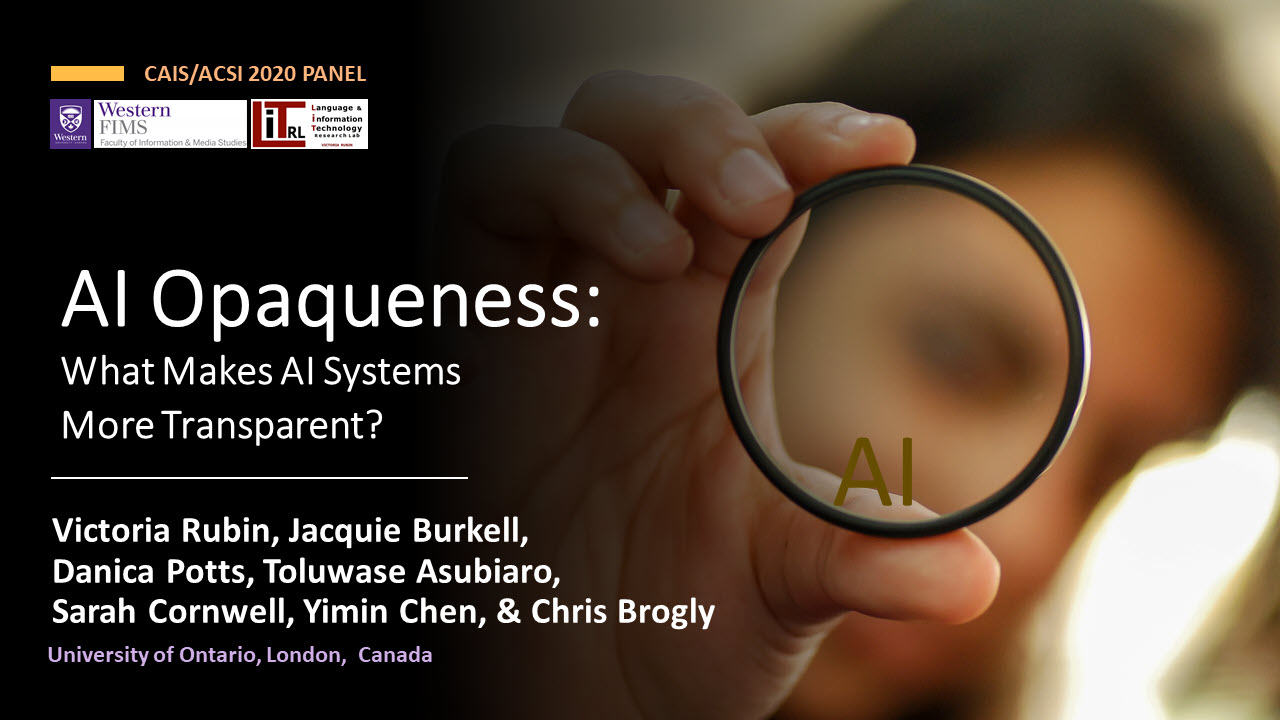 CAIS/ACSI 2020 PANEL
Western
Western
FIMS
Faculty of Information & Media Studies
LiT
RL
Language &
Information
Technology
Research Lab
VICTORIA RUBIN
AI Opaqueness:
What Makes AI Systems
More Transparent?
AI
Victoria Rubin, Jacquie Burkell,
Danica Potts, Toluwase Asubiaro,
Sarah Cornwell, Yimin Chen, & Chris Brogly
University of Ontario, London, Canada